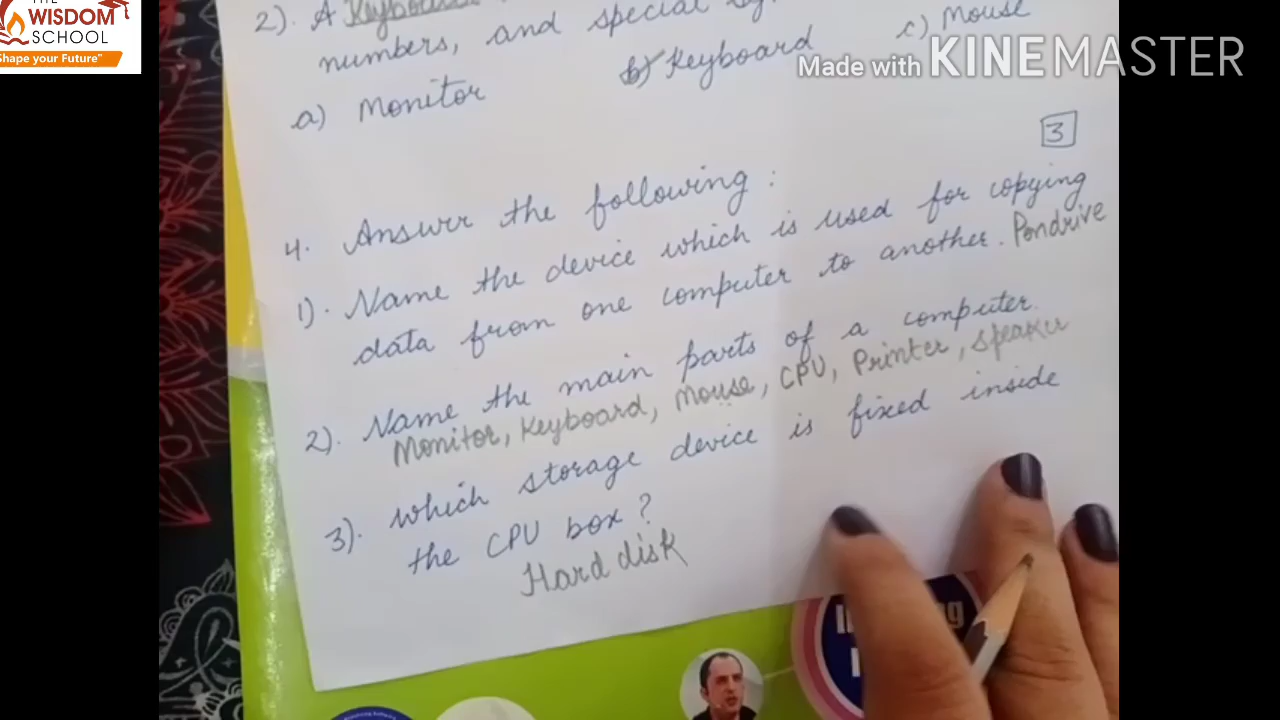 THE
WISDOM
SCHOOL
Shape your Future"
Made with KINEMASTER
2). A Keyboard
numbers, and special
a) Monitor b) Keyboard c) Mouse
3
4. Answer the following :
1). Name the device which is used for copying
data from one computer to another. Pendrive
2). Name the main parts of a computer.
Monitor, Keyboard, Mouse, CPU, Printer, Speaker
3). which storage device is fixed inside
the CPU box?
Hard disk